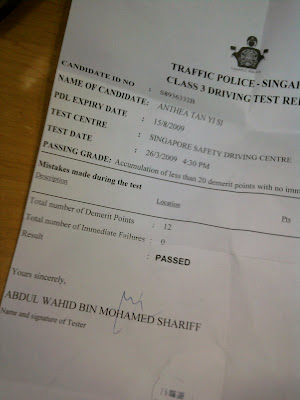 TRAFFIC POLICE - SINGAP
CLASS 3 DRIVING TEST RE
CANDIDATE ID NO : S8936332B
NAME OF CANDIDATE: ANTHEA TAN YI SI
PDL EXPIRY DATE : 15/8/2009
TEST CENTRE : SINGAPORE SAFETY DRIVING CENTRE
TEST DATE : 26/3/2009 4:30 PM
PASSING GRADE: Accumulation of less than 20 demerit points with no imm
Mistakes made during the test
Description Location Pts
Total number of Demerit Points : 12
Total number of Immediate Failures : 0
Result : PASSED
Yours sincerely,
ABDUL WAHID BIN MOHAMED SHARIFF
Name and signature of Tester